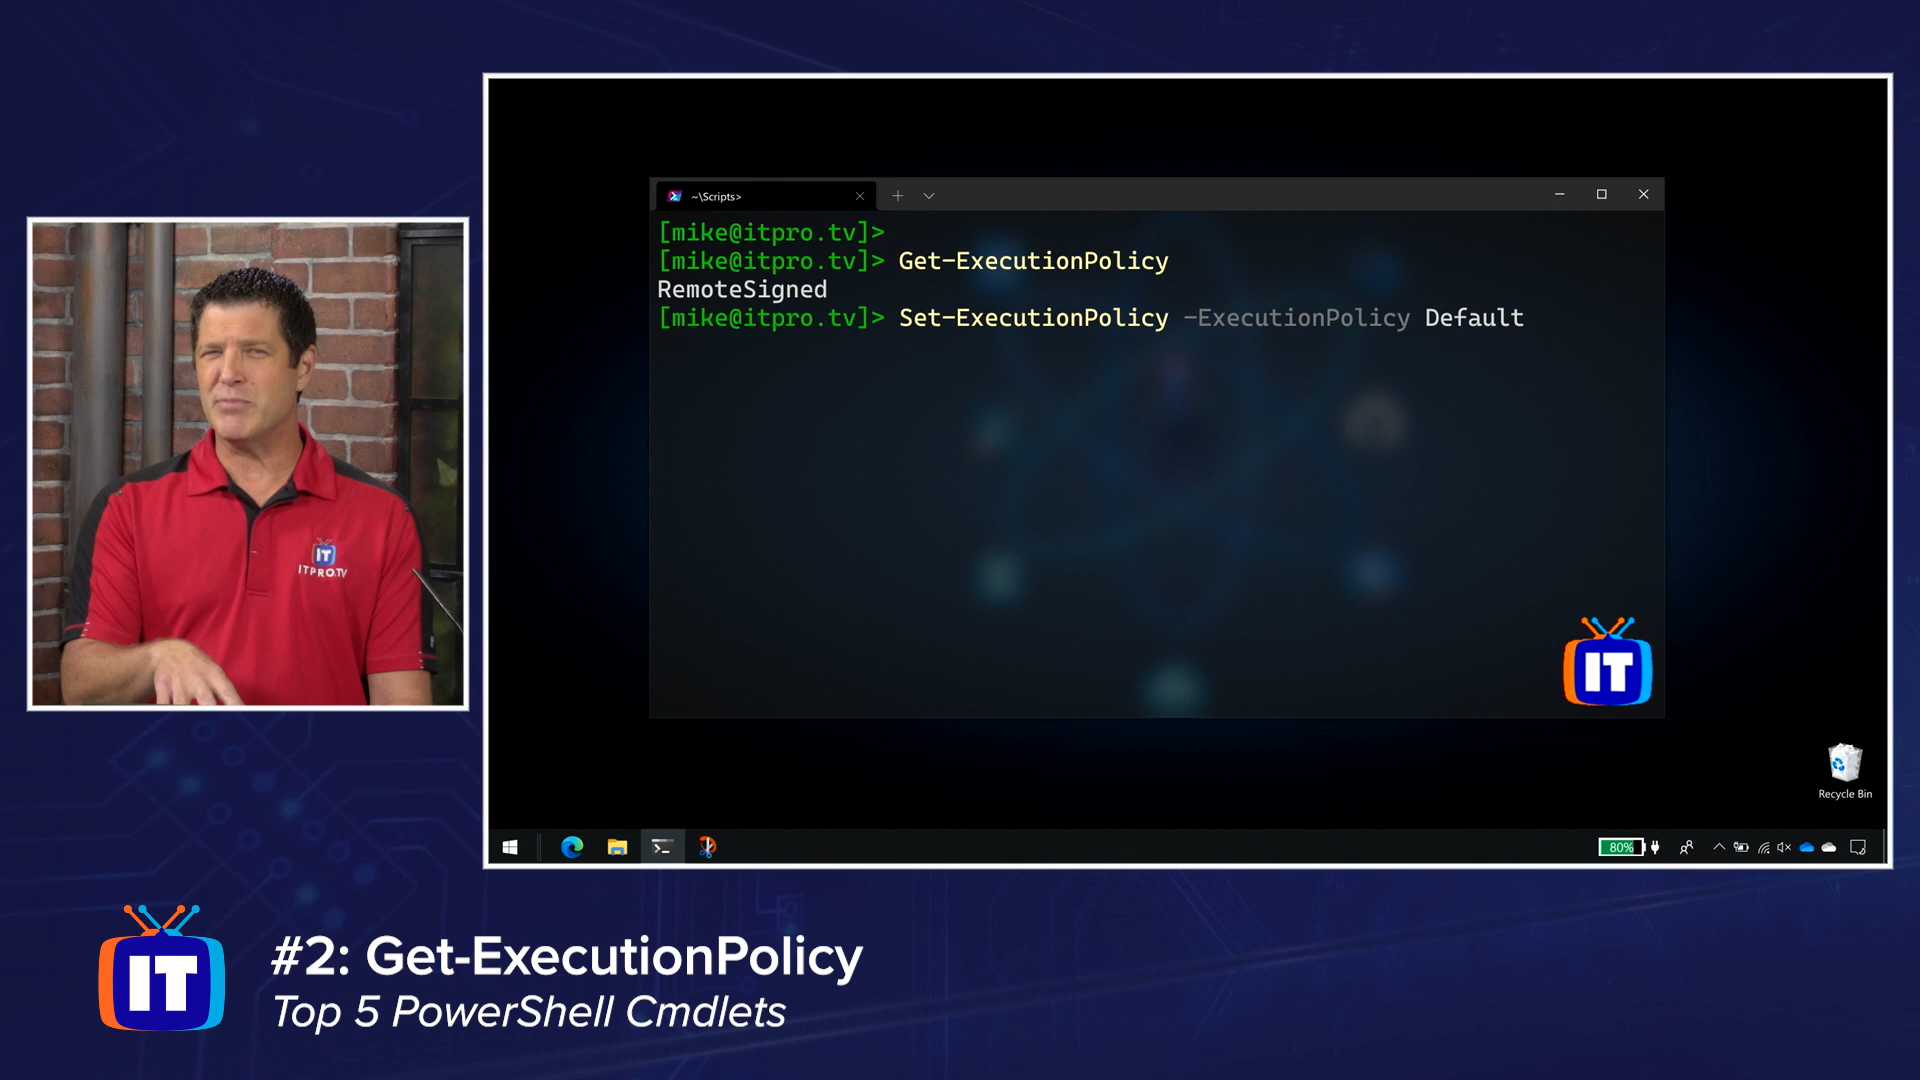 ~\Scripts>
[mike@itpro.tv]>
[mike@itpro.tv]> Get-ExecutionPolicy
RemoteSigned
[mike@itpro.tv]> Set-ExecutionPolicy -ExecutionPolicy Default
IT
ITPRO.TV
IT
Recycle Bin
80%
IT
#2: Get-ExecutionPolicy
Top 5 PowerShell Cmdlets